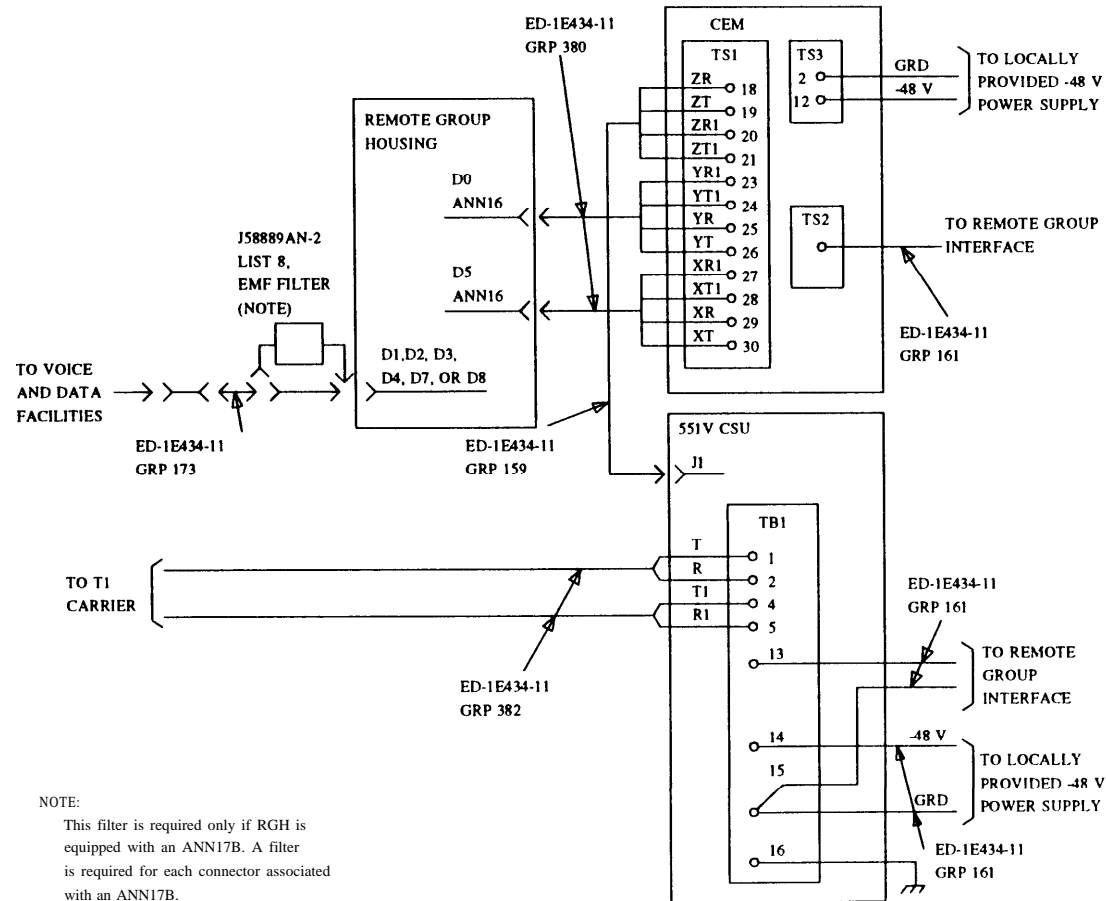 ED-1E434-11
GRP 380
CEM
TS1
TS3
ZR
18
ZT
19
ZR1
20
ZT1
21
YR1
23
YT1
24
YR
25
YT
26
XR1
27
XT1
28
XR
29
XT
30
2
12
GRD
-48 V
TO LOCALLY
PROVIDED -48 V
POWER SUPPLY
TS2
TO REMOTE GROUP
INTERFACE
ED-1E434-11
GRP 161
REMOTE GROUP
HOUSING
D0
ANN16
D5
ANN16
D1,D2, D3,
D4, D7, OR D8
J58889AN-2
LIST 8,
EMF FILTER
(NOTE)
TO VOICE
AND DATA
FACILITIES
ED-1E434-11
GRP 173
ED-1E434-11
GRP 159
551V CSU
J1
TB1
T
1
R
2
T1
4
R1
5
13
14
15
16
TO T1
CARRIER
ED-1E434-11
GRP 382
ED-1E434-11
GRP 161
TO REMOTE
GROUP
INTERFACE
-48 V
GRD
TO LOCALLY
PROVIDED -48 V
POWER SUPPLY
ED-1E434-11
GRP 161
NOTE:
This filter is required only if RGH is
equipped with an ANN17B. A filter
is required for each connector associated
with an ANN17B.